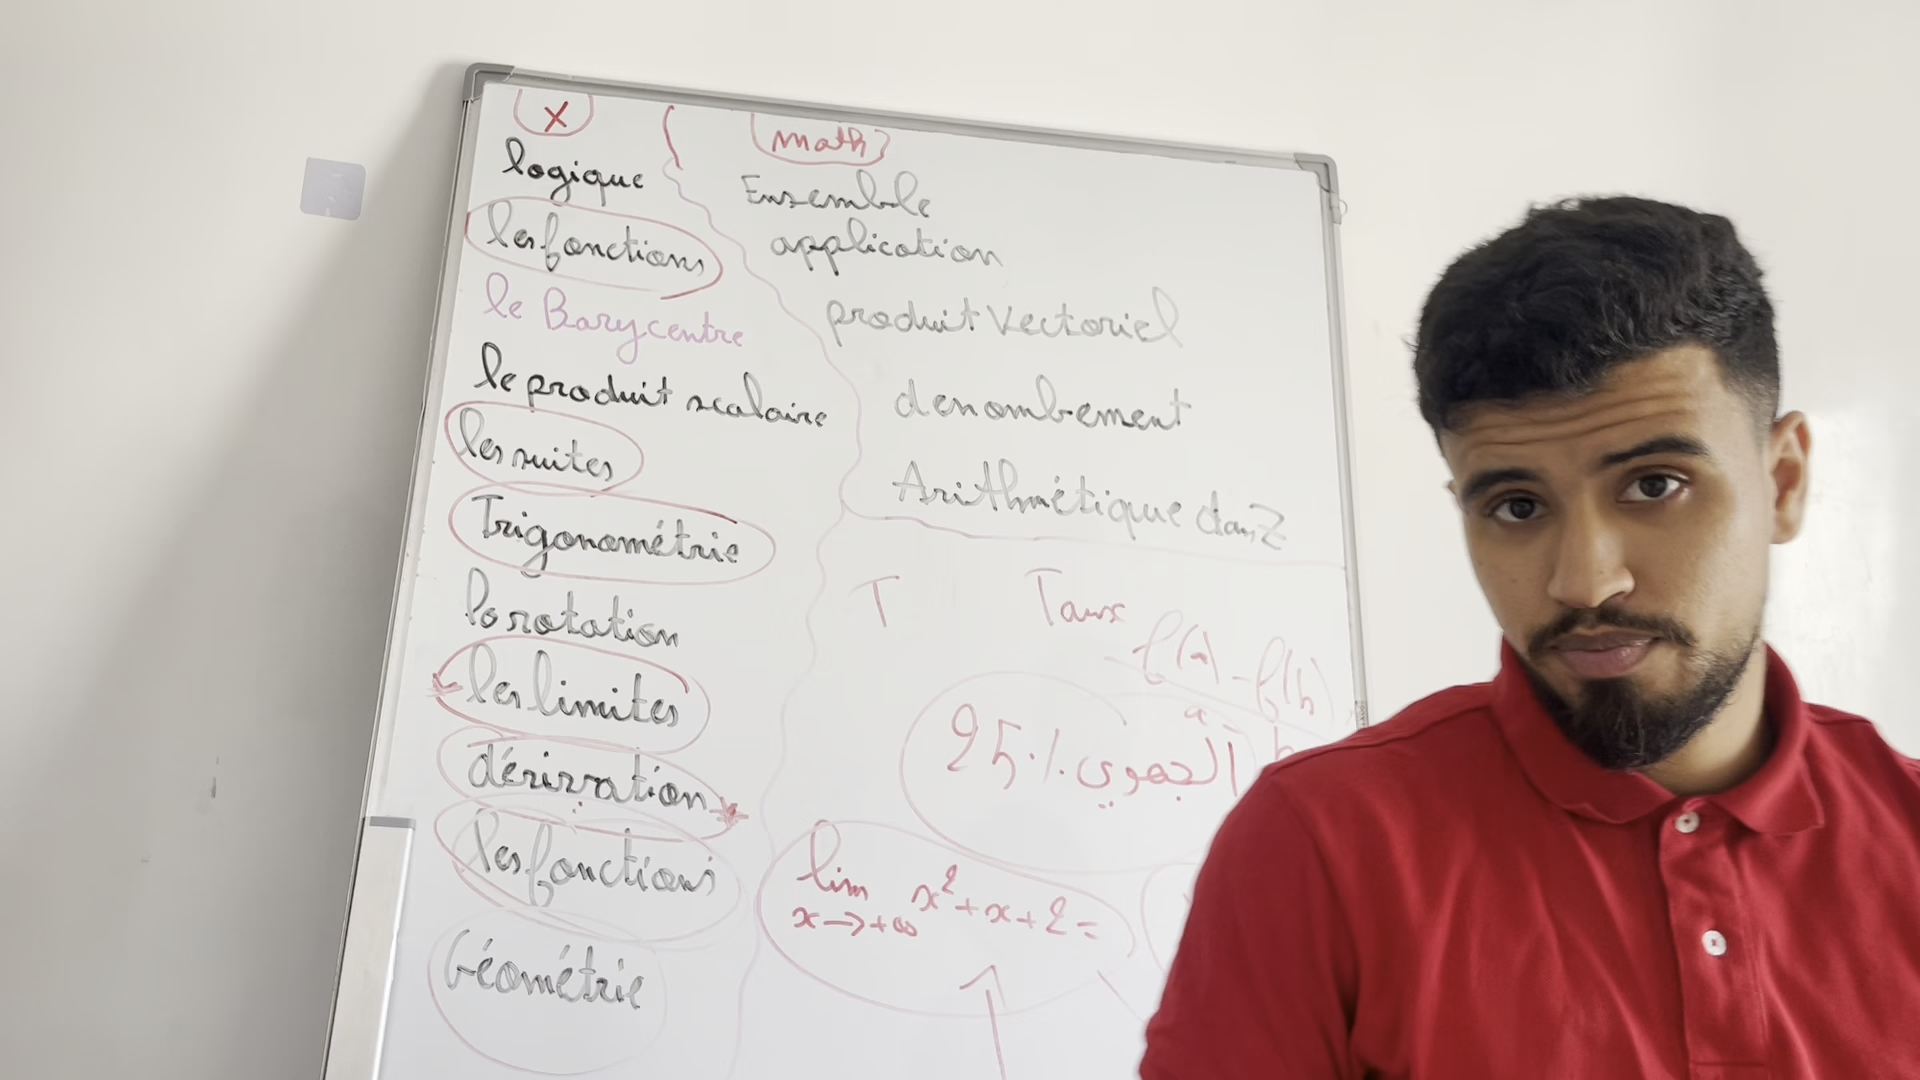 X
logique
les fonctions
le Barycentre
le produit scalaire
les suites
Trigonométrie
la rotation
les limites
dérivation
les fonctions
Géométrie
math
Ensemble
application
produit Vectoriel
denombement
Arithmétique dans Z
T
Taux
f(a) - f(b)
a - b
25 ٪ الجهوي
lim x² + x + 2 =
x → +∞